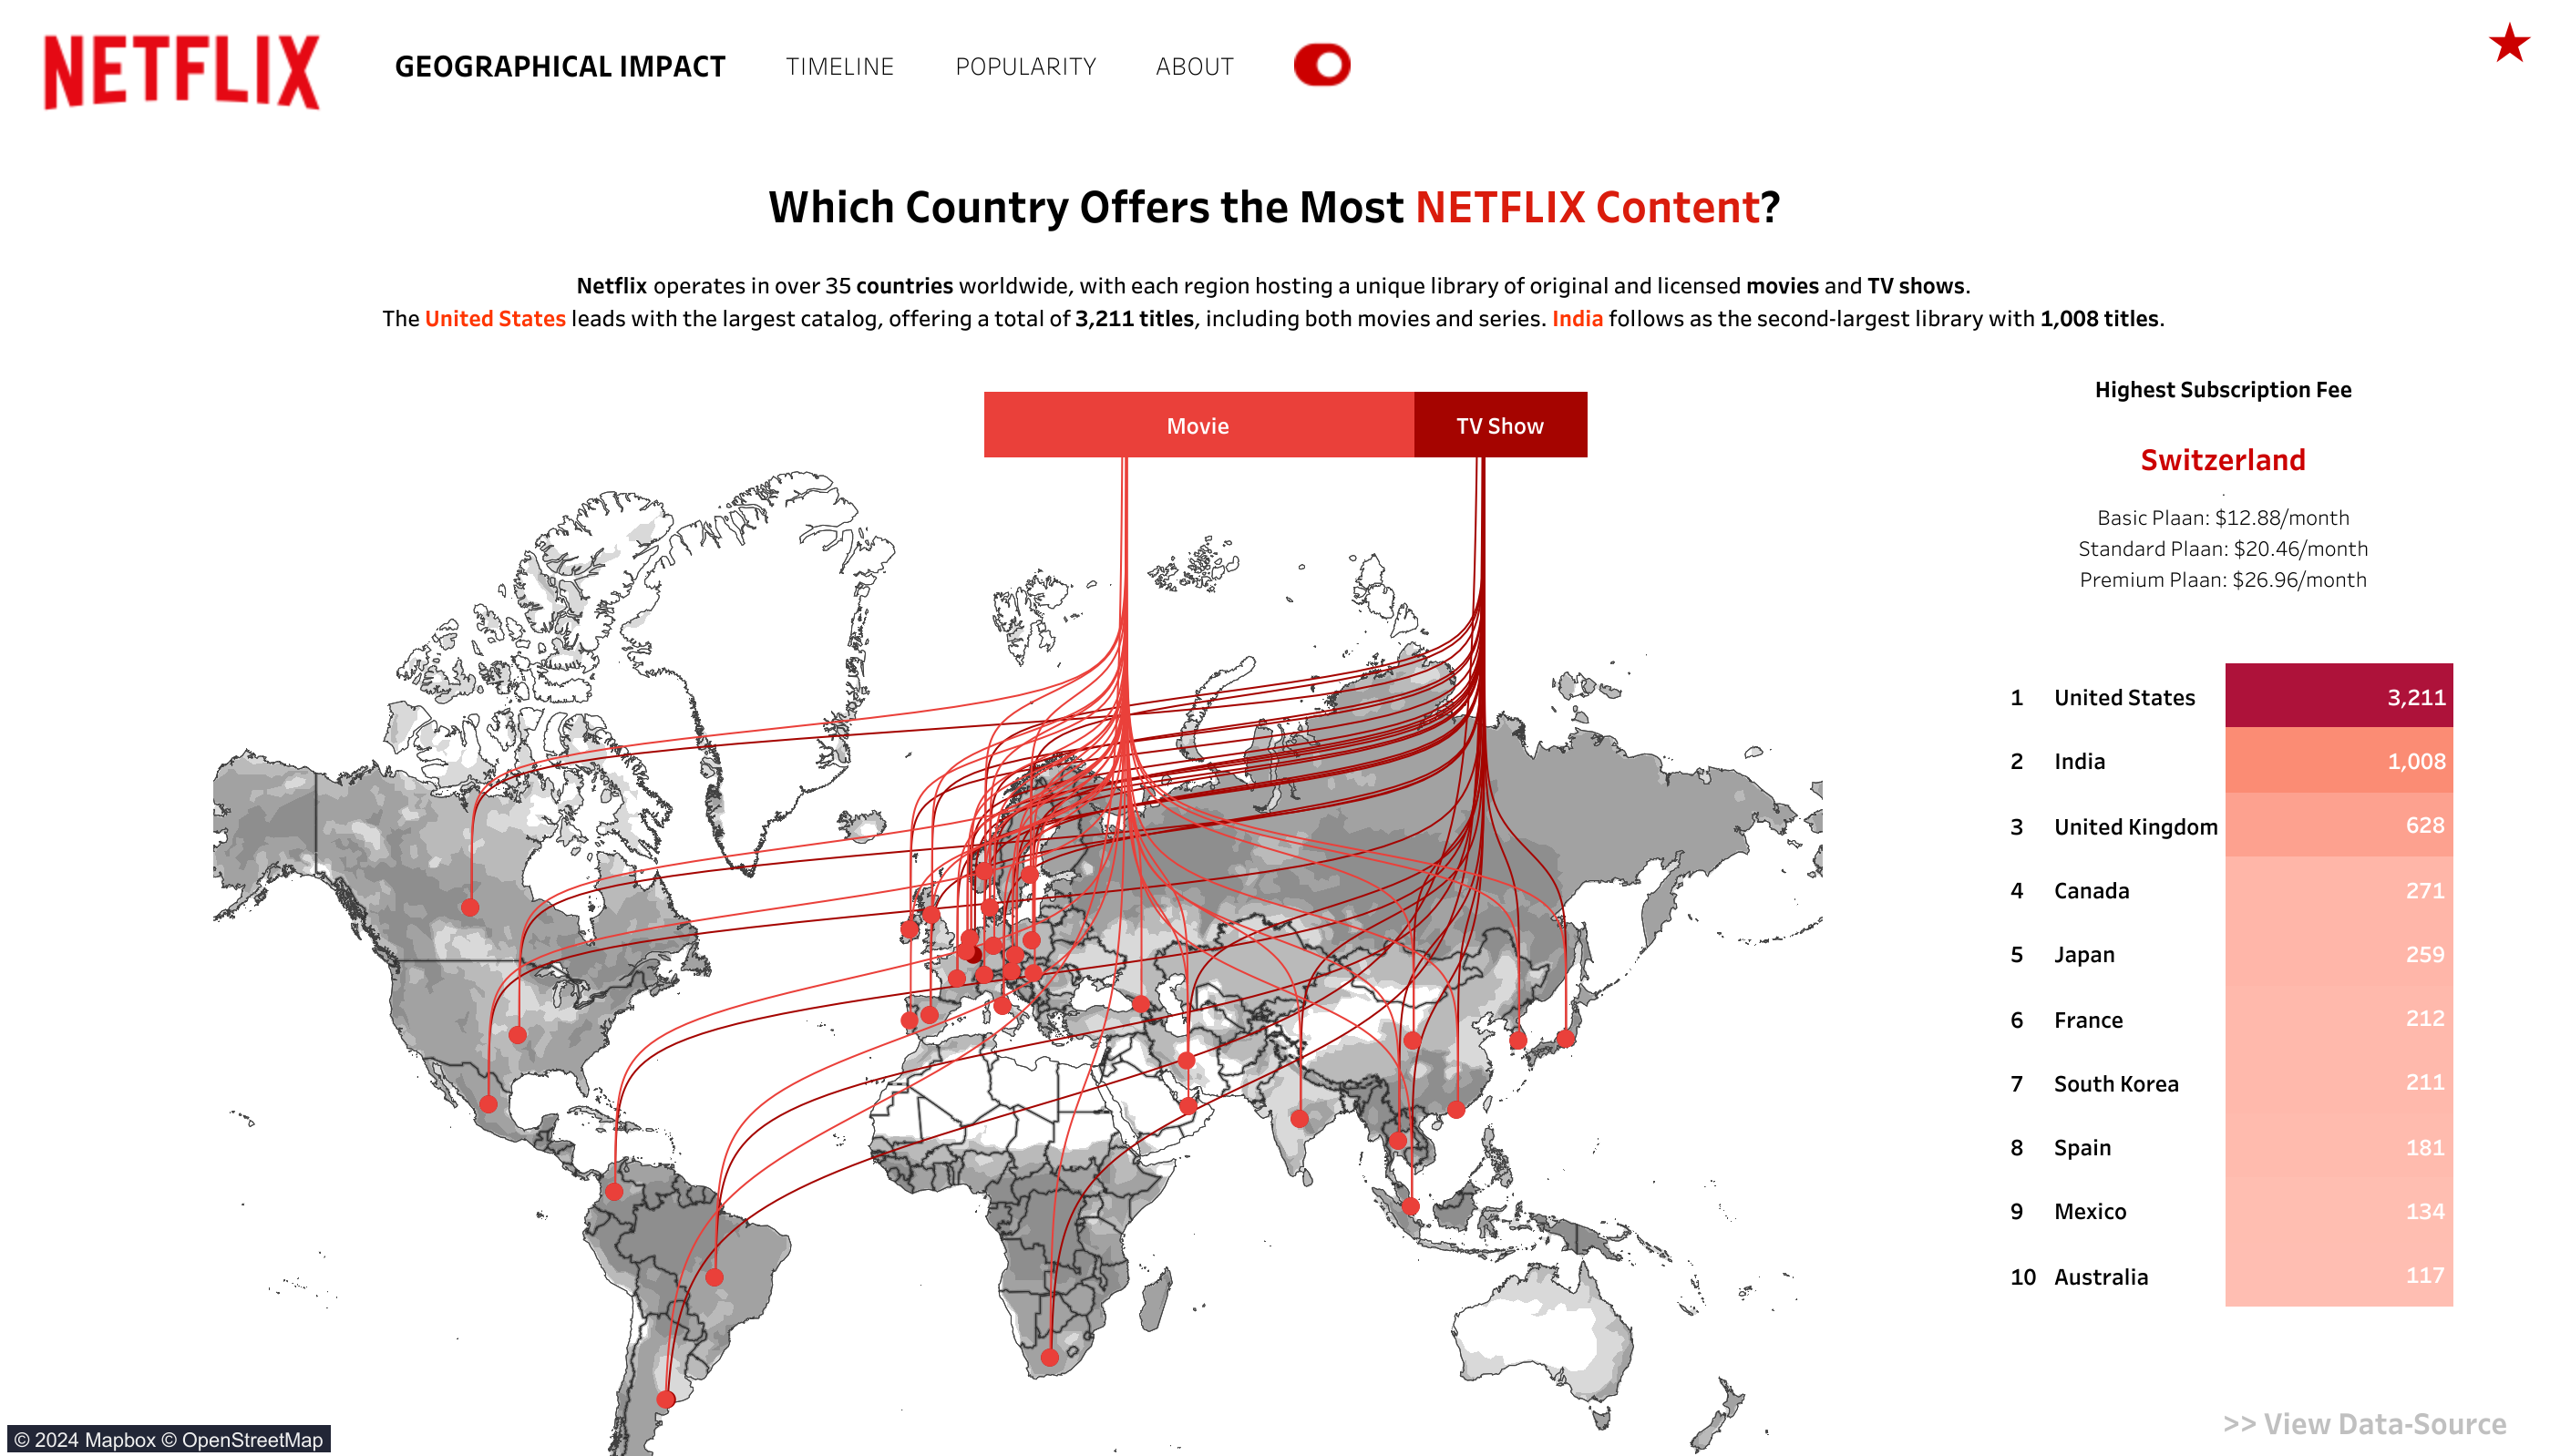 NETFLIX
GEOGRAPHICAL IMPACT TIMELINE POPULARITY ABOUT
Which Country Offers the Most NETFLIX Content?
Netflix operates in over 35 countries worldwide, with each region hosting a unique library of original and licensed movies and TV shows.
The United States leads with the largest catalog, offering a total of 3,211 titles, including both movies and series. India follows as the second-largest library with 1,008 titles.
Movie TV Show
Highest Subscription Fee
Switzerland
.
Basic Plaan: $12.88/month
Standard Plaan: $20.46/month
Premium Plaan: $26.96/month
1 United States 3,211
2 India 1,008
3 United Kingdom 628
4 Canada 271
5 Japan 259
6 France 212
7 South Korea 211
8 Spain 181
9 Mexico 134
10 Australia 117
>> View Data-Source
© 2024 Mapbox © OpenStreetMap